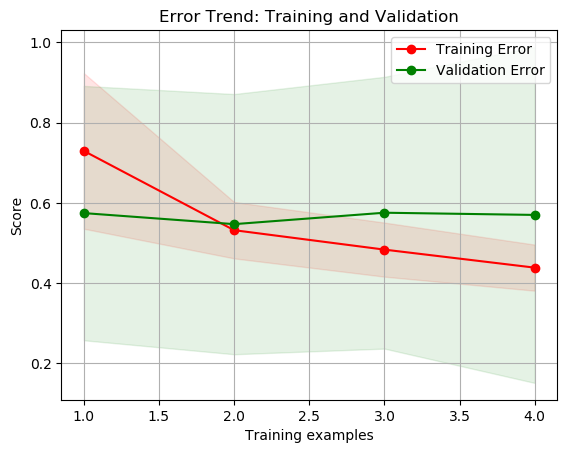 Error Trend: Training and Validation
Training Error
Validation Error
Score
1.0
0.8
0.6
0.4
0.2
1.0 1.5 2.0 2.5 3.0 3.5 4.0
Training examples